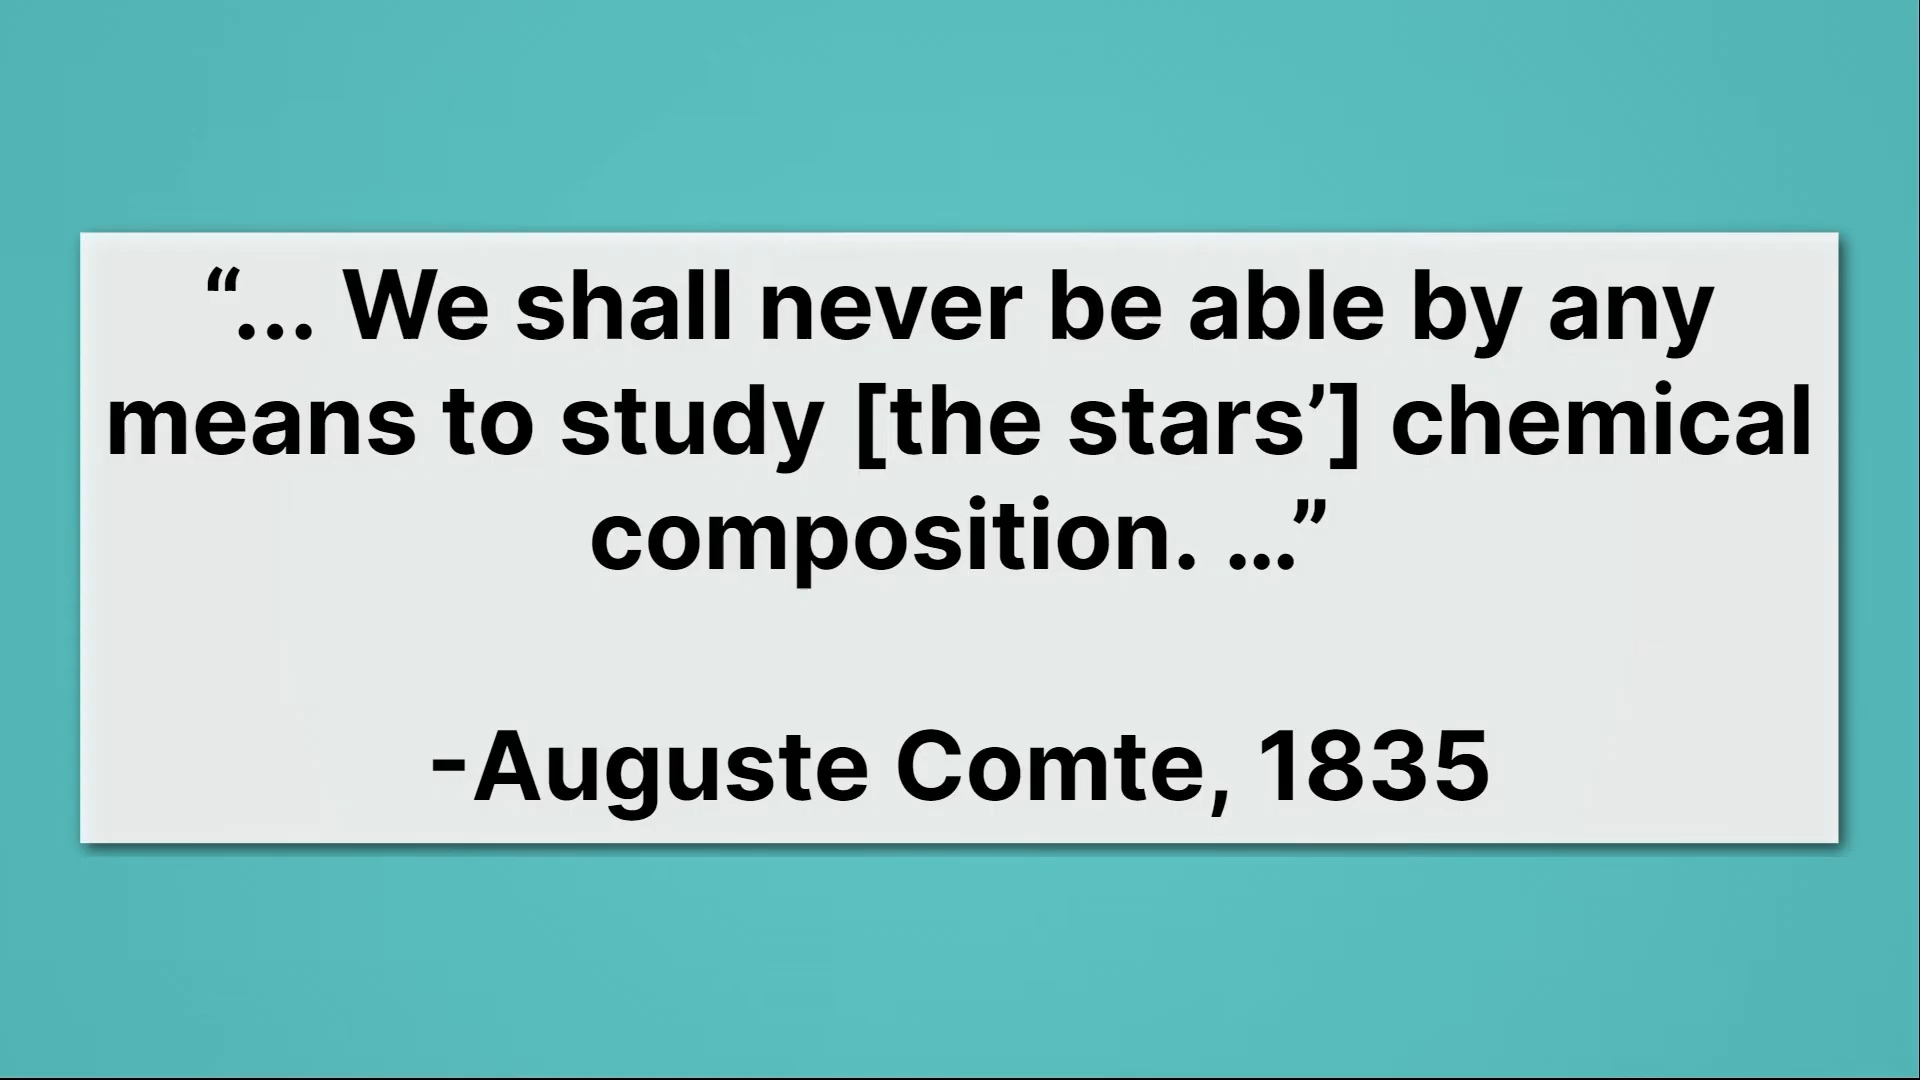 “... We shall never be able by any
means to study [the stars’] chemical
composition. ...”
-Auguste Comte, 1835